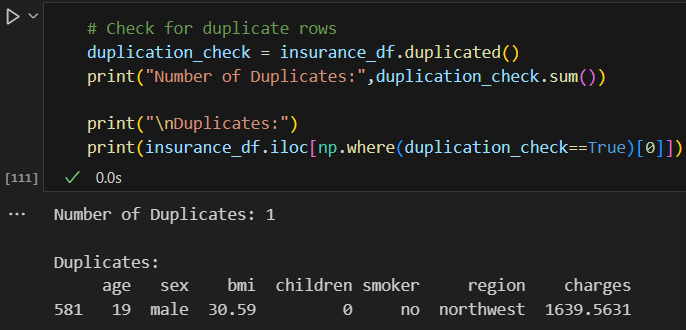 # Check for duplicate rows
duplication_check = insurance_df.duplicated()
print("Number of Duplicates:",duplication_check.sum())
print("\nDuplicates:")
print(insurance_df.iloc[np.where(duplication_check==True)[0]])
[111] 0.0s
Number of Duplicates: 1
Duplicates:
age sex bmi children smoker region charges
581 19 male 30.59 0 no northwest 1639.5631